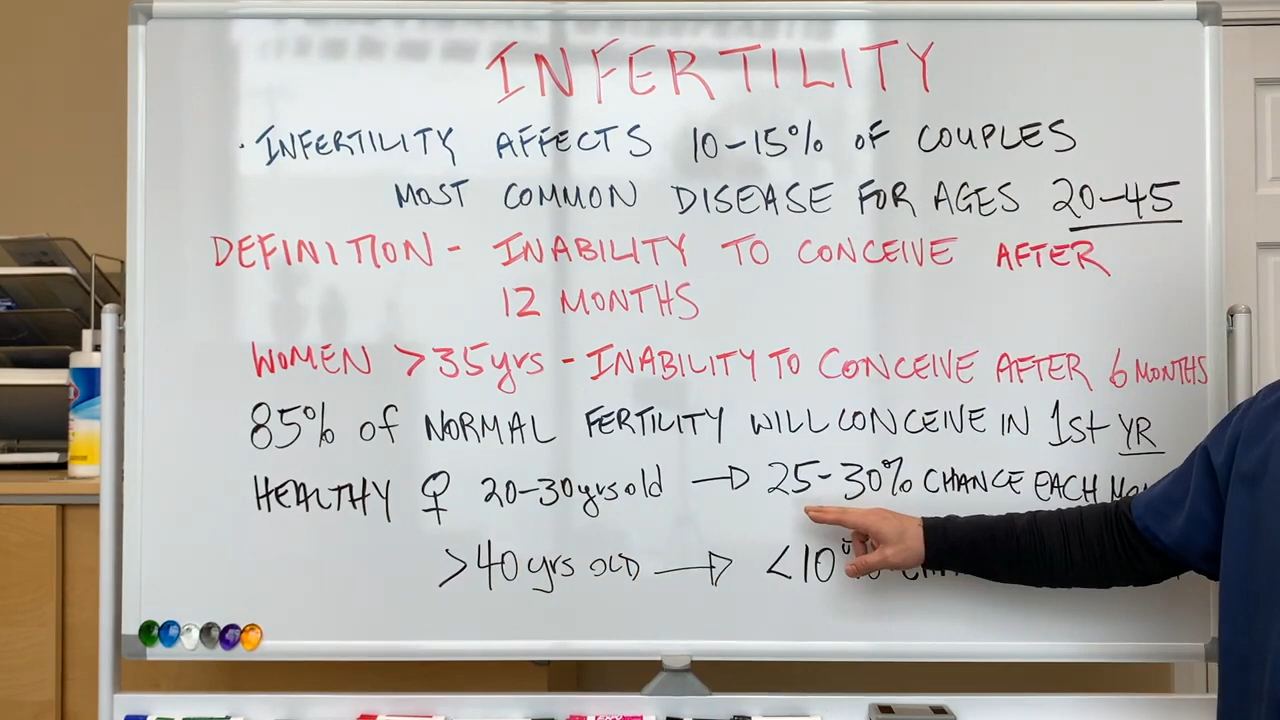 INFERTILITY
· INFERTILITY AFFECTS 10-15% OF COUPLES
MOST COMMON DISEASE FOR AGES 20-45
DEFINITION - INABILITY TO CONCEIVE AFTER
12 MONTHS
WOMEN >35yrs - INABILITY TO CONCEIVE AFTER 6 MONTHS
85% of NORMAL FERTILITY WILL CONCEIVE IN 1st YR
HEALTHY ♀ 20-30yrs old → 25-30% CHANCE EACH
>40 yrs OLD → <10%